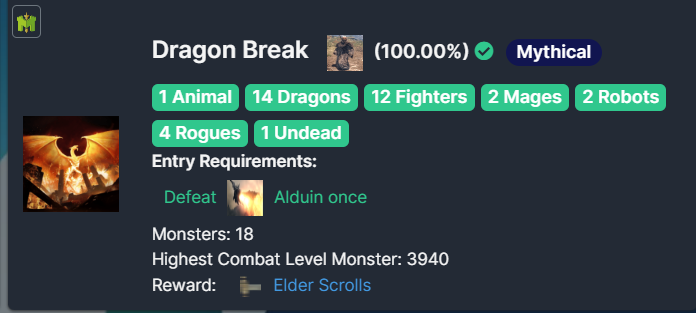 Dragon Break (100.00%) Mythical
1 Animal 14 Dragons 12 Fighters 2 Mages 2 Robots
4 Rogues 1 Undead
Entry Requirements:
Defeat Alduin once
Monsters: 18
Highest Combat Level Monster: 3940
Reward: Elder Scrolls